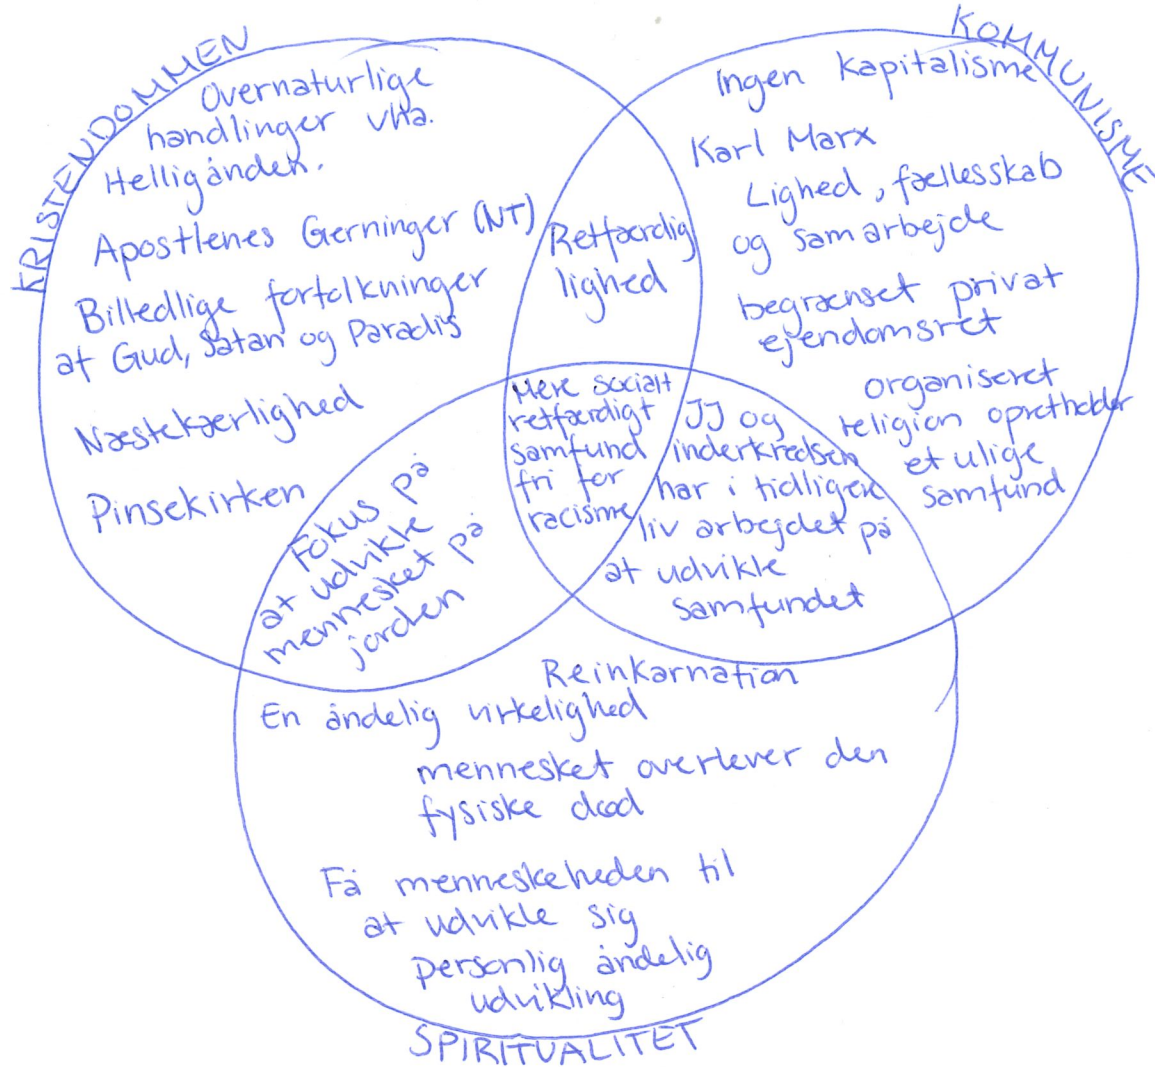 KRISTENDOMMEN
Overnaturlige
handlinger vha.
Helligånden.
Apostlenes Gerninger (NT)
Billedlige fortolkninger
af Gud, Satan og Paradis
Næstekærlighed
Pinsekirken
KOMMUNISME
Ingen kapitalisme
Karl Marx
Lighed, fællesskab
og samarbejde
begrænset privat
ejendomsret
organiseret
religion opretholder
et ulige
samfund
Retfærdig
lighed
Mere socialt
retfærdigt
samfund
fri for
racisme
JJ og
inderkredsen
har i tidligere
liv arbejdet på
at udvikle
samfundet
Fokus på
at udvikle
mennesket på
jorden
Reinkarnation
En åndelig virkelighed
mennesket overlever den
fysiske død
Få menneskeheden til
at udvikle sig
personlig åndelig
udvikling
SPIRITUALITET